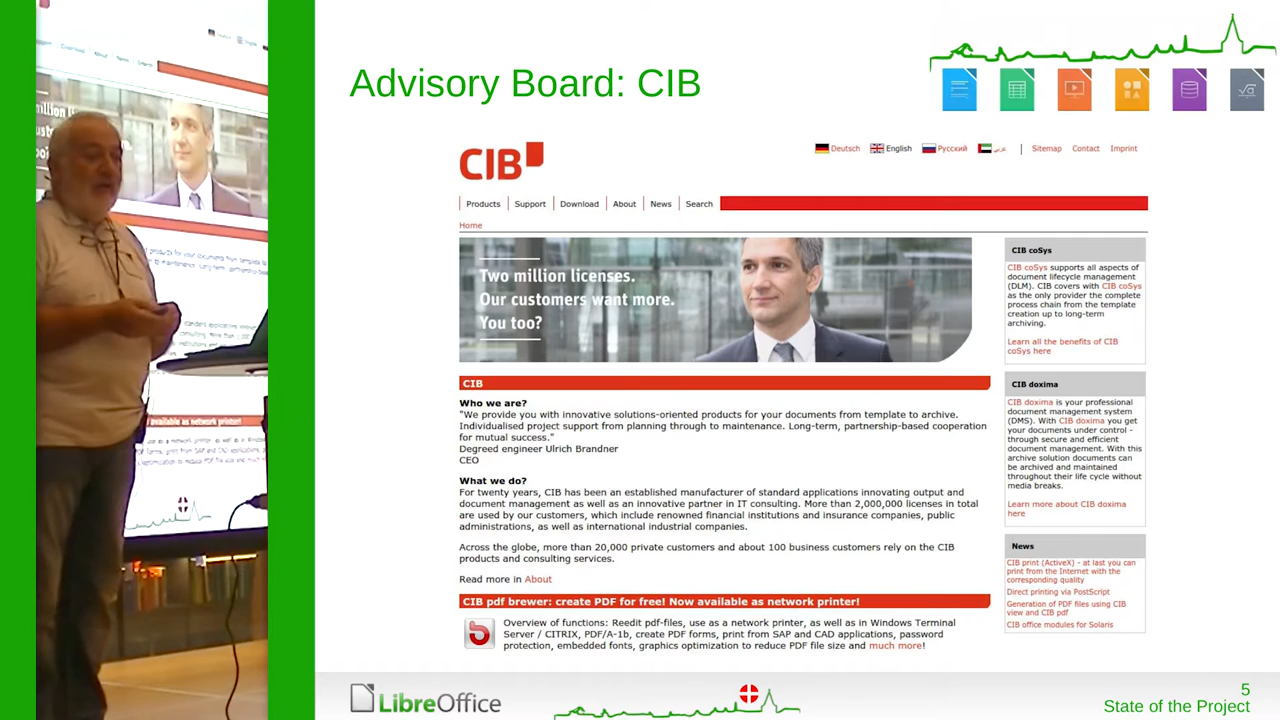 Advisory Board: CIB
CIB
Deutsch English Русский عربي | Sitemap Contact Imprint
Products Support Download About News Search
Home
Two million licenses.
Our customers want more.
You too?
CIB
Who we are?
"We provide you with innovative solutions-oriented products for your documents from template to archive.
Individualised project support from planning through to maintenance. Long-term, partnership-based cooperation
for mutual success."
Degreed engineer Ulrich Brandner
CEO
What we do?
For twenty years, CIB has been an established manufacturer of standard applications innovating output and
document management as well as an innovative partner in IT consulting. More than 2,000,000 licenses in total
are used by our customers, which include renowned financial institutions and insurance companies, public
administrations, as well as international industrial companies.
Across the globe, more than 20,000 private customers and about 100 business customers rely on the CIB
products and consulting services.
Read more in About
CIB pdf brewer: create PDF for free! Now available as network printer!
Overview of functions: Reedit pdf-files, use as a network printer, as well as in Windows Terminal
Server / CITRIX, PDF/A-1b, create PDF forms, print from SAP and CAD applications, password
protection, embedded fonts, graphics optimization to reduce PDF file size and much more!
CIB coSys
CIB coSys supports all aspects of
document lifecycle management
(DLM). CIB covers with CIB coSys
as the only provider the complete
process chain from the template
creation up to long-term
archiving.
Learn all the benefits of CIB
coSys here
CIB doxima
CIB doxima is your professional
document management system
(DMS). With CIB doxima you get
your documents under control -
through secure and efficient
document management. With this
archive solution documents can
be archived and maintained
throughout their life cycle without
media breaks.
Learn more about CIB doxima
here
News
CIB print (ActiveX) - at last you can
print from the Internet with the
corresponding quality
Direct printing via PostScript
Generation of PDF files using CIB
view and CIB pdf
CIB office modules for Solaris
LibreOffice
5
State of the Project